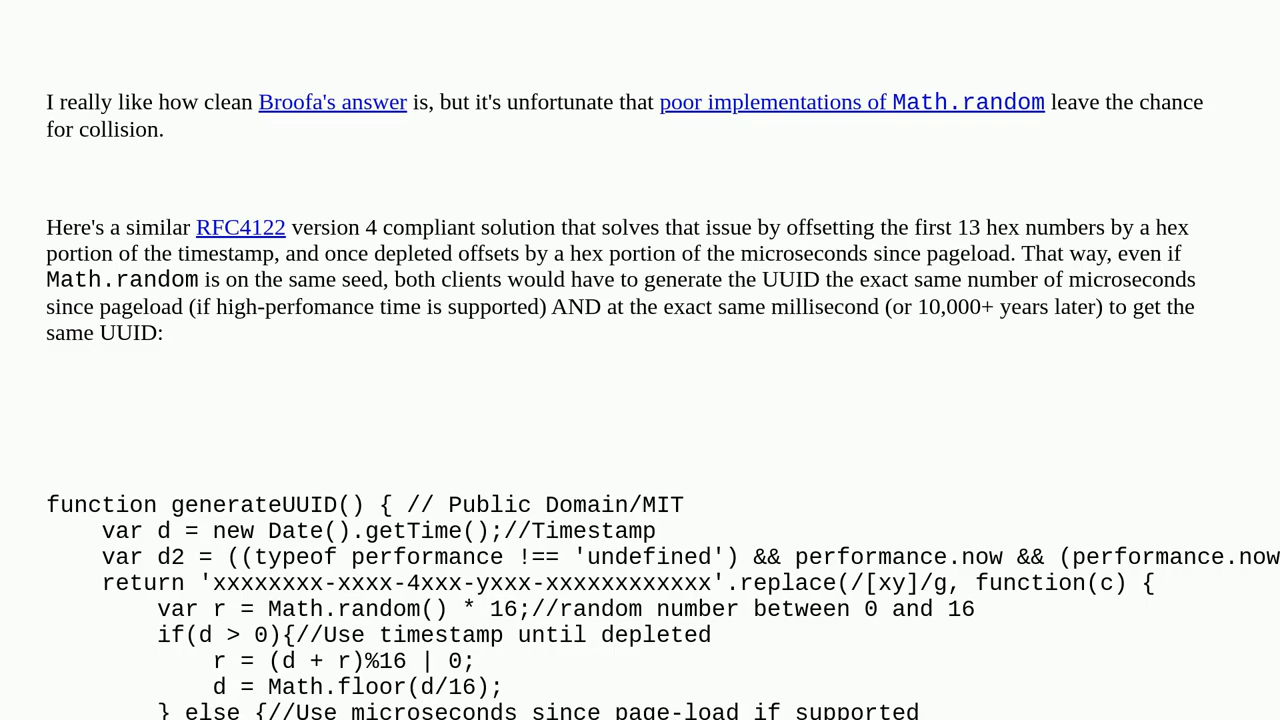 I really like how clean Broofa's answer is, but it's unfortunate that poor implementations of Math.random leave the chance
for collision.
Here's a similar RFC4122 version 4 compliant solution that solves that issue by offsetting the first 13 hex numbers by a hex
portion of the timestamp, and once depleted offsets by a hex portion of the microseconds since pageload. That way, even if
Math.random is on the same seed, both clients would have to generate the UUID the exact same number of microseconds
since pageload (if high-perfomance time is supported) AND at the exact same millisecond (or 10,000+ years later) to get the
same UUID:
function generateUUID() { // Public Domain/MIT
    var d = new Date().getTime();//Timestamp
    var d2 = ((typeof performance !== 'undefined') && performance.now && (performance.now
    return 'xxxxxxxx-xxxx-4xxx-yxxx-xxxxxxxxxxxx'.replace(/[xy]/g, function(c) {
        var r = Math.random() * 16;//random number between 0 and 16
        if(d > 0){//Use timestamp until depleted
            r = (d + r)%16 | 0;
            d = Math.floor(d/16);
        } else {//Use microseconds since page-load if supported